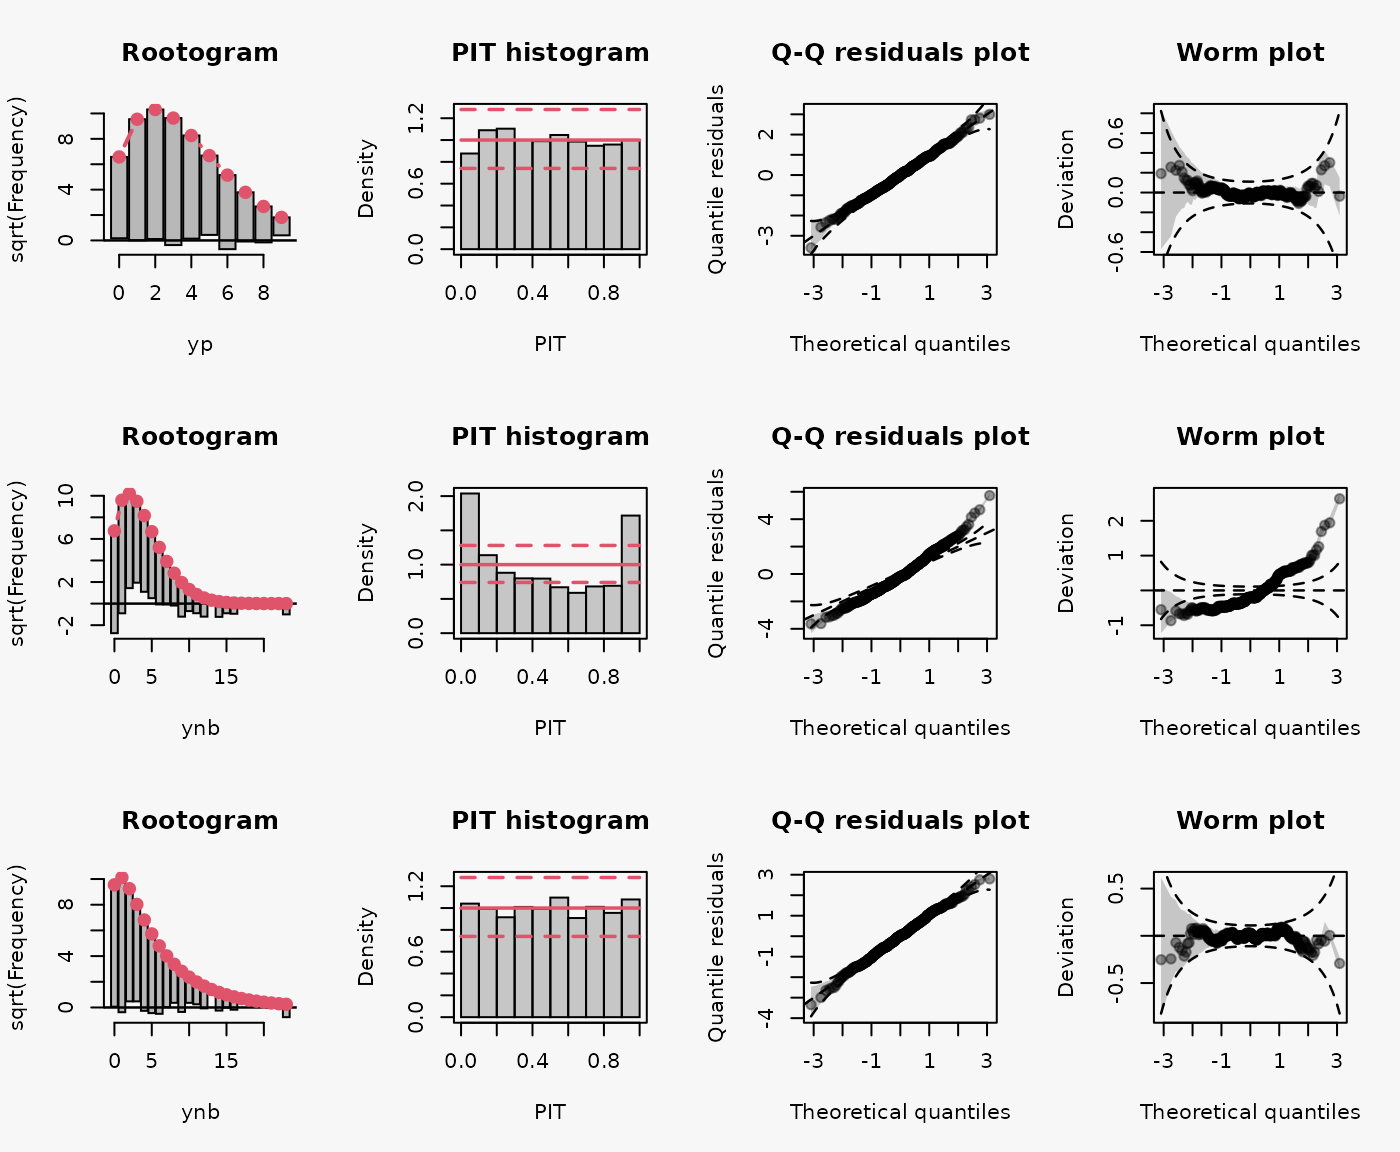 Rootogram PIT histogram Q-Q residuals plot Worm plot
sqrt(Frequency) 0 4 8
0 2 4 6 8
yp
Density 0.0 0.6 1.2
0.0 0.4 0.8
PIT
Quantile residuals -3 0 2
-3 -1 1 3
Theoretical quantiles
Deviation -0.6 0.0 0.6
-3 -1 1 3
Theoretical quantiles
Rootogram PIT histogram Q-Q residuals plot Worm plot
sqrt(Frequency) -2 2 6 10
0 5 15
ynb
Density 0.0 1.0 2.0
0.0 0.4 0.8
PIT
Quantile residuals -4 0 4
-3 -1 1 3
Theoretical quantiles
Deviation -1 1 2
-3 -1 1 3
Theoretical quantiles
Rootogram PIT histogram Q-Q residuals plot Worm plot
sqrt(Frequency) 0 4 8
0 5 15
ynb
Density 0.0 0.6 1.2
0.0 0.4 0.8
PIT
Quantile residuals -4 -1 1 3
-3 -1 1 3
Theoretical quantiles
Deviation -0.5 0.5
-3 -1 1 3
Theoretical quantiles